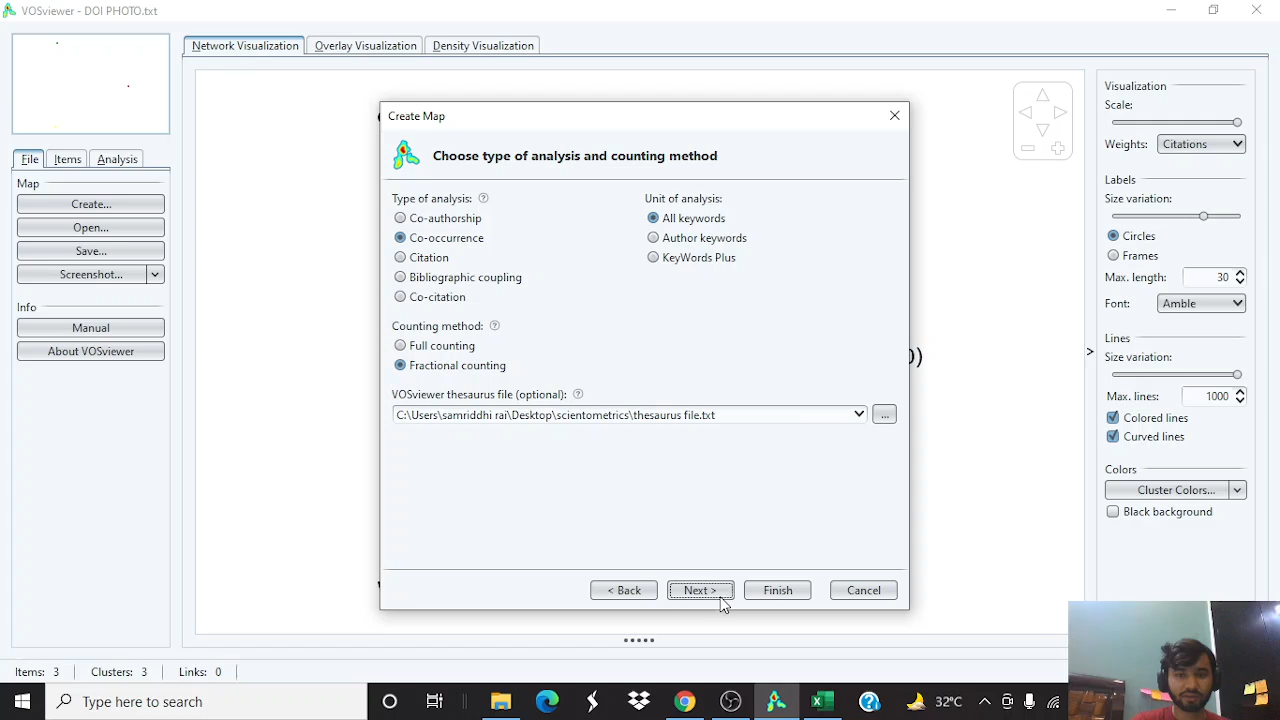 VOSviewer - DOI PHOTO.txt
Network Visualization
Overlay Visualization
Density Visualization
File
Items
Analysis
Map
Create...
Open...
Save...
Screenshot...
Info
Manual
About VOSviewer
Create Map
Choose type of analysis and counting method
Type of analysis:
Co-authorship
Co-occurrence
Citation
Bibliographic coupling
Co-citation
Unit of analysis:
All keywords
Author keywords
KeyWords Plus
Counting method:
Full counting
Fractional counting
VOSviewer thesaurus file (optional):
C:\Users\samriddhi rai\Desktop\scientometrics\thesaurus file.txt
...
< Back
Next >
Finish
Cancel
0)
>
Visualization
Scale:
Weights: Citations
Labels
Size variation:
Circles
Frames
Max. length: 30
Font: Amble
Lines
Size variation:
Max. lines: 1000
Colored lines
Curved lines
Colors
Cluster Colors...
Black background
Items: 3
Clusters: 3
Links: 0
Type here to search
32°C